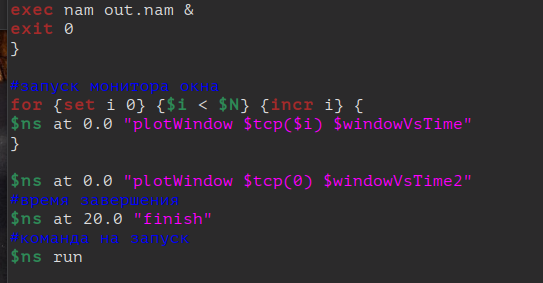 exec nam out.nam &
exit 0
}
#запуск монитора окна
for {set i 0} {$i < $N} {incr i} {
$ns at 0.0 "plotWindow $tcp($i) $windowVsTime"
}
$ns at 0.0 "plotWindow $tcp(0) $windowVsTime2"
#время завершения
$ns at 20.0 "finish"
#команда на запуск
$ns run